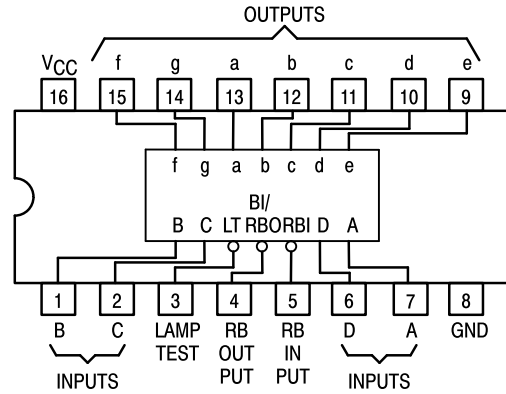 OUTPUTS
VCC f g a b c d e
16 15 14 13 12 11 10 9
f g a b c d e
BI/
B C LT RBO RBI D A
1 2 3 4 5 6 7 8
B C LAMP RB RB D A GND
TEST OUT IN
PUT PUT
INPUTS INPUTS